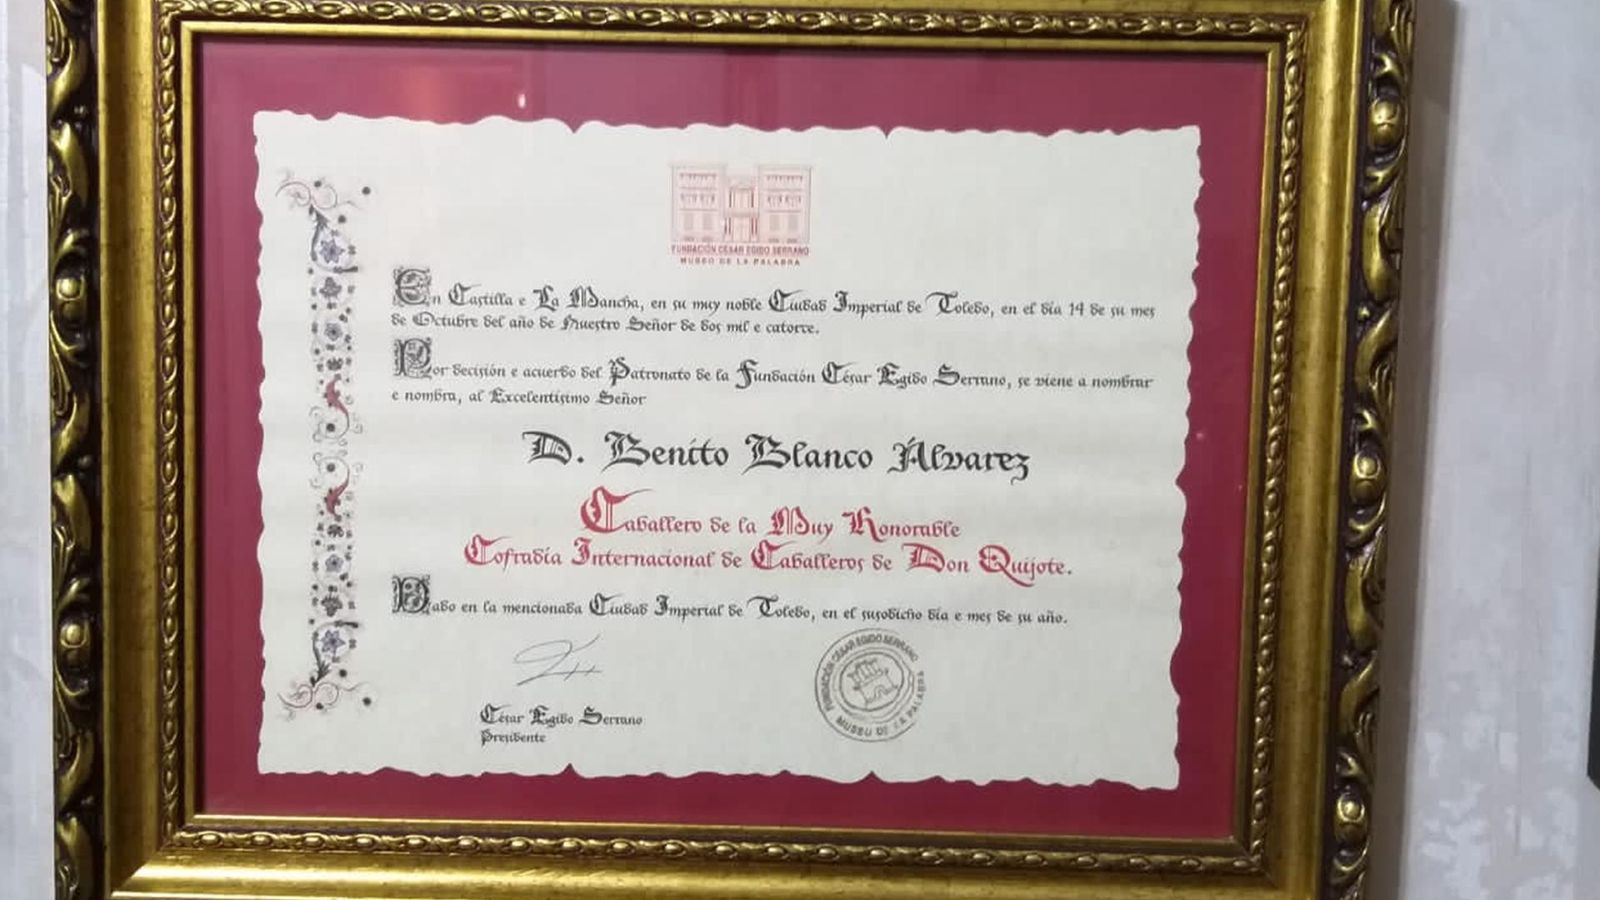 FUNDACIÓN CÉSAR EGIDO SERRANO
MUSEO DE LA PALABRA
En Castilla e La Mancha, en su muy noble Ciudad Imperial de Toledo, en el día 14 de su mes
de Octubre del año de Nuestro Señor de dos mil e catorce.
Por decisión e acuerdo del Patronato de la Fundación César Egido Serrano, se viene a nombrar
e nombra, al Excelentísimo Señor
D. Benito Blanco Álvarez
Caballero de la Muy Honorable
Cofradía Internacional de Caballeros de Don Quijote.
Dado en la mencionada Ciudad Imperial de Toledo, en el susodicho día e mes de su año.
César Egido Serrano
Presidente
FUNDACIÓN CÉSAR EGIDO SERRANO
MUSEO DE LA PALABRA